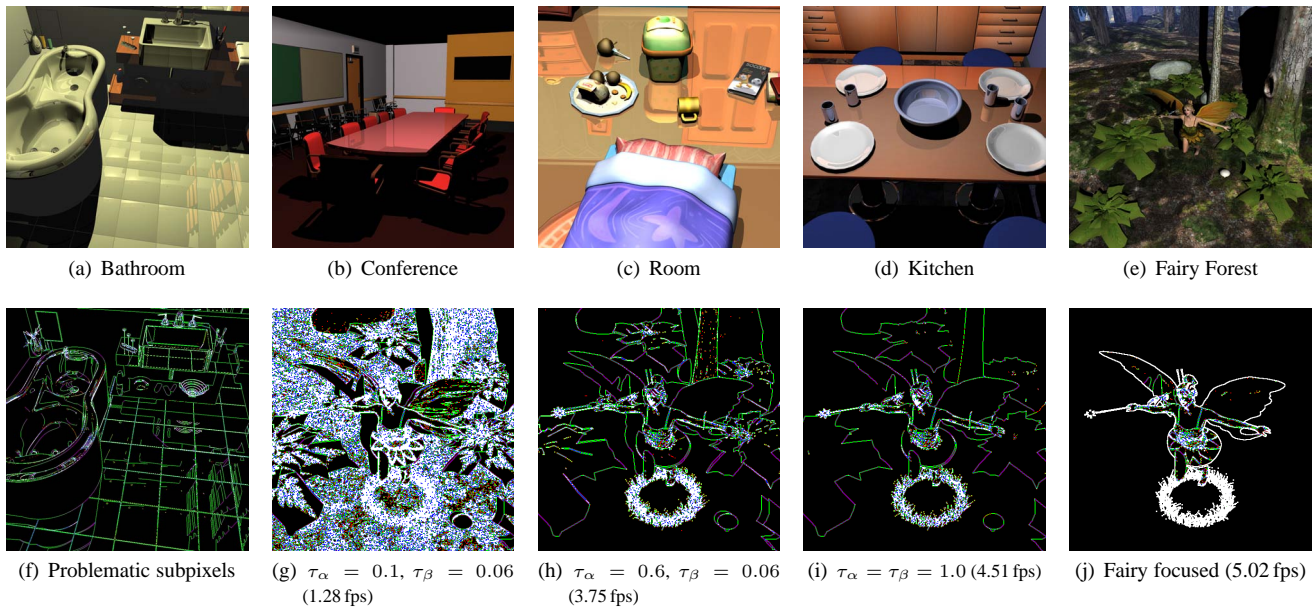 (a) Bathroom
(b) Conference
(c) Room
(d) Kitchen
(e) Fairy Forest
(f) Problematic subpixels
(g) τα = 0.1, τβ = 0.06
(1.28 fps)
(h) τα = 0.6, τβ = 0.06
(3.75 fps)
(i) τα = τβ = 1.0 (4.51 fps)
(j) Fairy focused (5.02 fps)